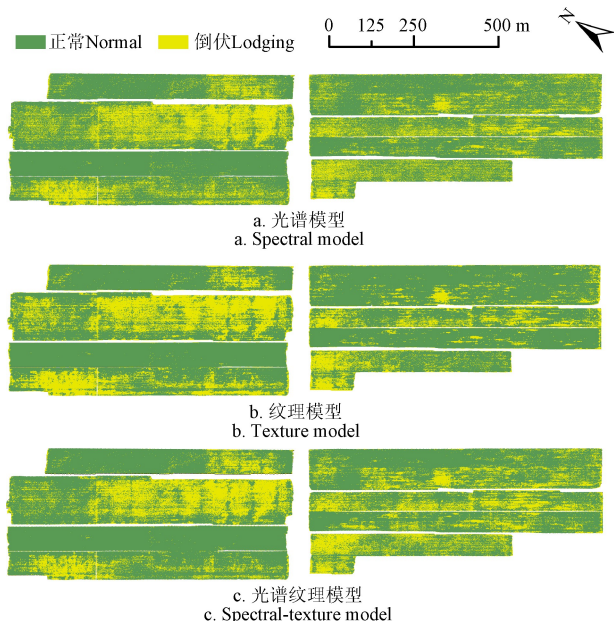 正常Normal 倒伏Lodging 0 125 250 500 m N
a. 光谱模型
a. Spectral model
b. 纹理模型
b. Texture model
c. 光谱纹理模型
c. Spectral-texture model